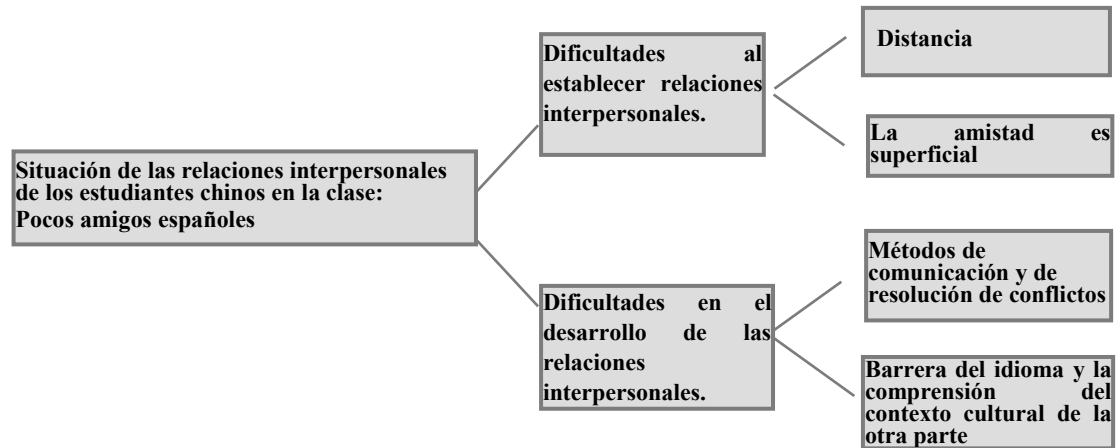 Situación de las relaciones interpersonales
de los estudiantes chinos en la clase:
Pocos amigos españoles
Dificultades al
establecer relaciones
interpersonales.
Distancia
La amistad es
superficial
Dificultades en el
desarrollo de las
relaciones
interpersonales.
Métodos de
comunicación y de
resolución de conflictos
Barrera del idioma y la
comprensión del
contexto cultural de la
otra parte